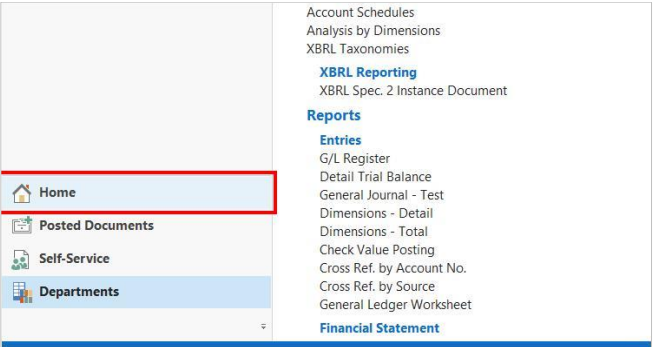 Account Schedules
Analysis by Dimensions
XBRL Taxonomies
XBRL Reporting
XBRL Spec. 2 Instance Document
Reports
Entries
G/L Register
Detail Trial Balance
General Journal - Test
Dimensions - Detail
Dimensions - Total
Check Value Posting
Cross Ref. by Account No.
Cross Ref. by Source
General Ledger Worksheet
Financial Statement
Home
Posted Documents
Self-Service
Departments